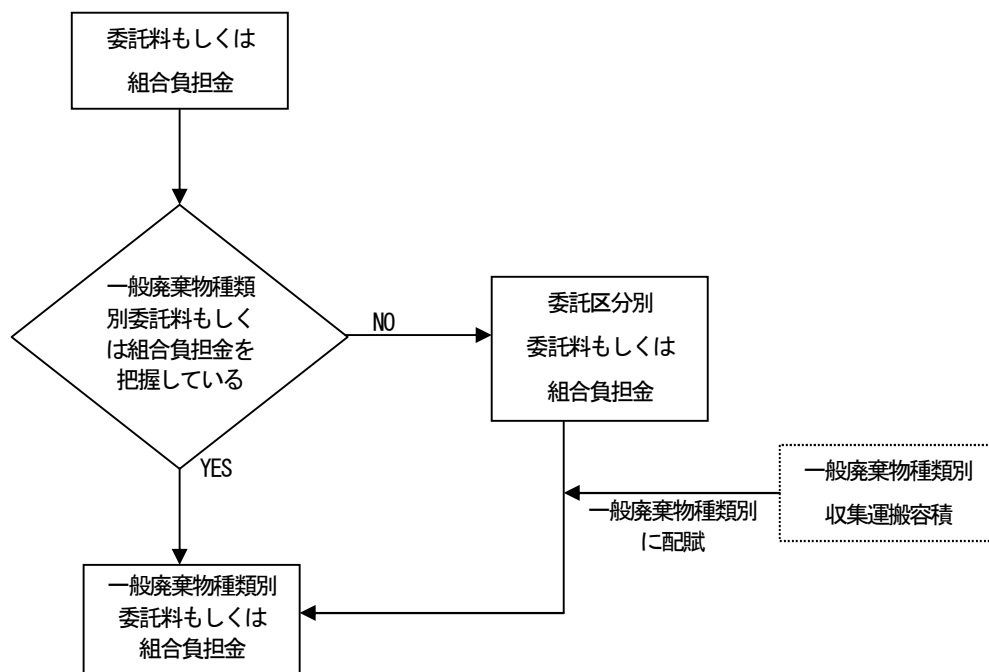 委託料もしくは
組合負担金
一般廃棄物種類
別委託料もしく
は組合負担金を
把握している
NO
委託区分別
委託料もしくは
組合負担金
YES
一般廃棄物種類別
収集運搬容積
一般廃棄物種類別
に配賦
一般廃棄物種類別
委託料もしくは
組合負担金